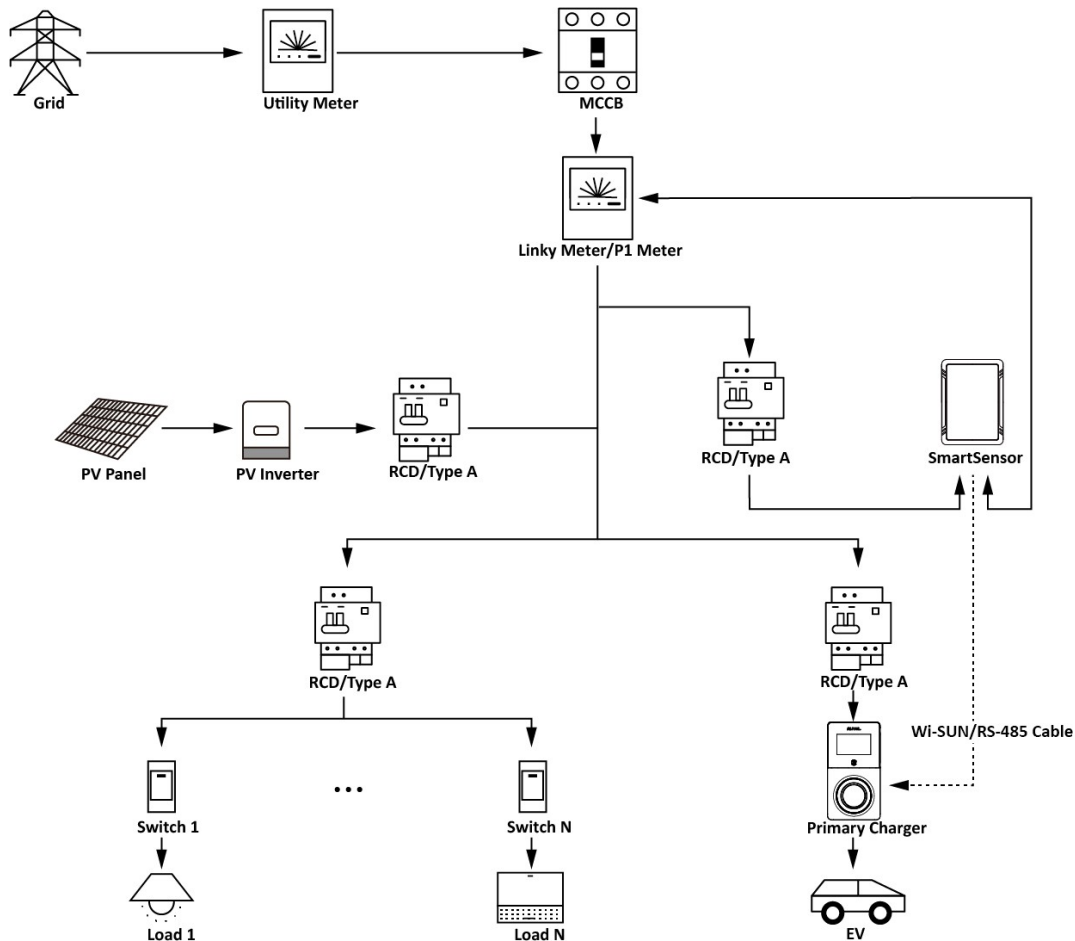 Grid
Utility Meter
MCCB
Linky Meter/P1 Meter
PV Panel
PV Inverter
RCD/Type A
RCD/Type A
SmartSensor
RCD/Type A
RCD/Type A
Wi-SUN/RS-485 Cable
Switch 1
...
Switch N
Primary Charger
Load 1
Load N
EV